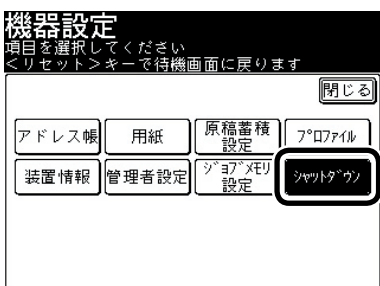 機器設定
項目を選択してください
<リセット>キーで待機画面に戻ります
閉じる
アドレス帳 用紙 原稿蓄積設定 ﾌﾟﾛﾌｧｲﾙ
装置情報 管理者設定 ｼﾞｮﾌﾞﾒﾓﾘ設定 ｼｬｯﾄﾀﾞｳﾝ